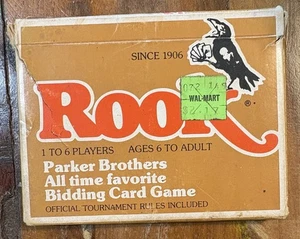 SINCE 1906
WAL-MART
ROOK®
1 TO 6 PLAYERS AGES 6 TO ADULT
Parker Brothers
All time favorite
Bidding Card Game
OFFICIAL TOURNAMENT RULES INCLUDED